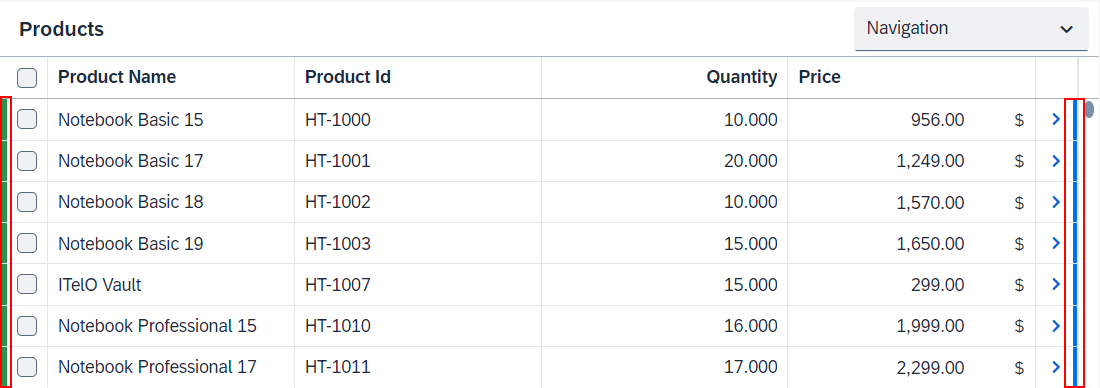 Products Navigation
Product Name Product Id Quantity Price
Notebook Basic 15 HT-1000 10.000 956.00 $
Notebook Basic 17 HT-1001 20.000 1,249.00 $
Notebook Basic 18 HT-1002 10.000 1,570.00 $
Notebook Basic 19 HT-1003 15.000 1,650.00 $
ITelO Vault HT-1007 15.000 299.00 $
Notebook Professional 15 HT-1010 16.000 1,999.00 $
Notebook Professional 17 HT-1011 17.000 2,299.00 $